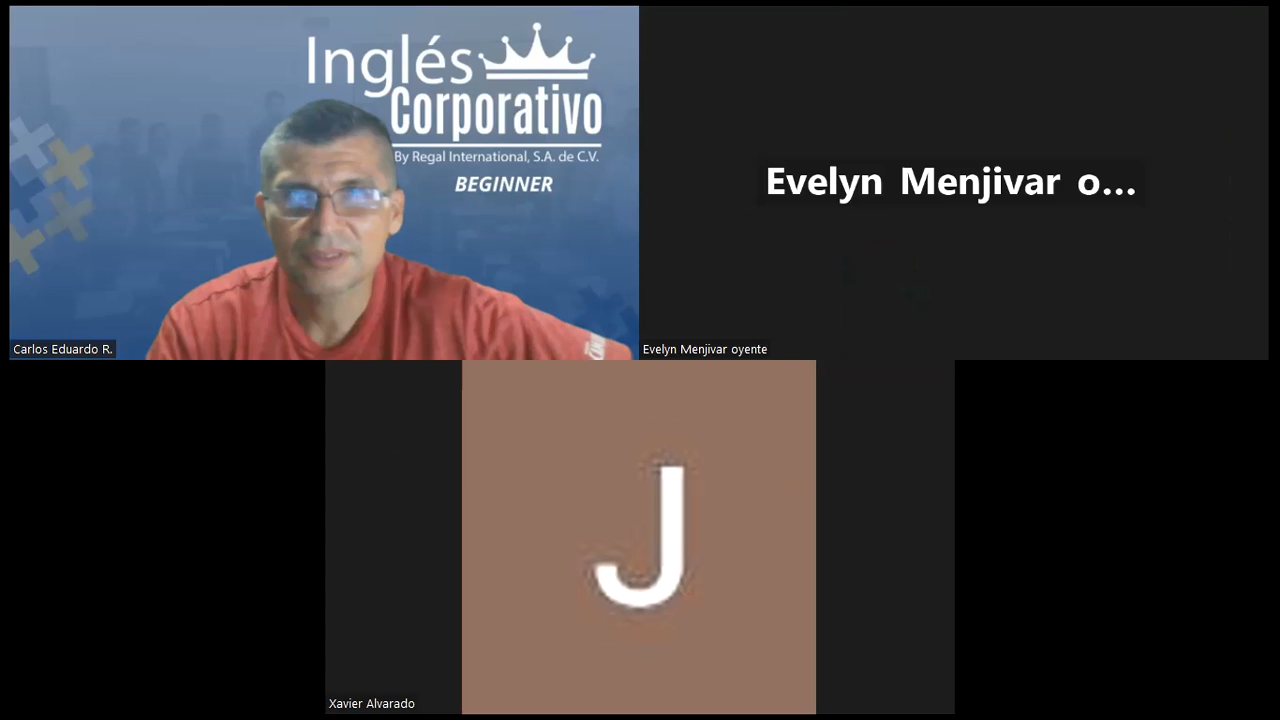 Inglés
Corporativo
By Regal International, S.A. de C.V.
BEGINNER
Carlos Eduardo R.
Evelyn Menjivar o...
Evelyn Menjivar oyente
J
Xavier Alvarado